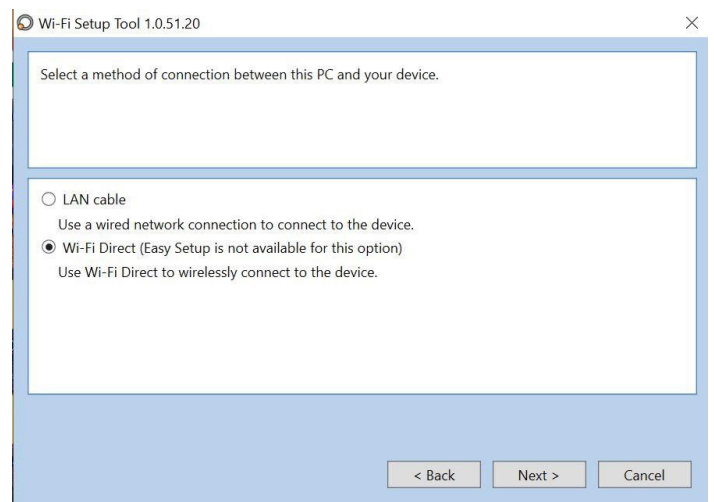 Wi-Fi Setup Tool 1.0.51.20
Select a method of connection between this PC and your device.
LAN cable
Use a wired network connection to connect to the device.
Wi-Fi Direct (Easy Setup is not available for this option)
Use Wi-Fi Direct to wirelessly connect to the device.
< Back Next > Cancel